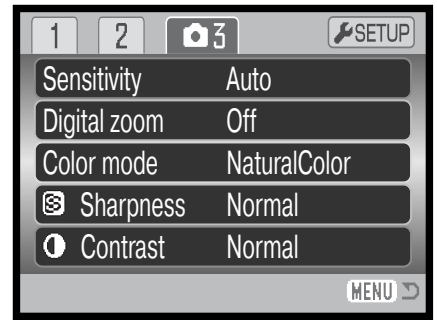 1 2 3 SETUP
Sensitivity Auto
Digital zoom Off
Color mode NaturalColor
S Sharpness Normal
Contrast Normal
MENU